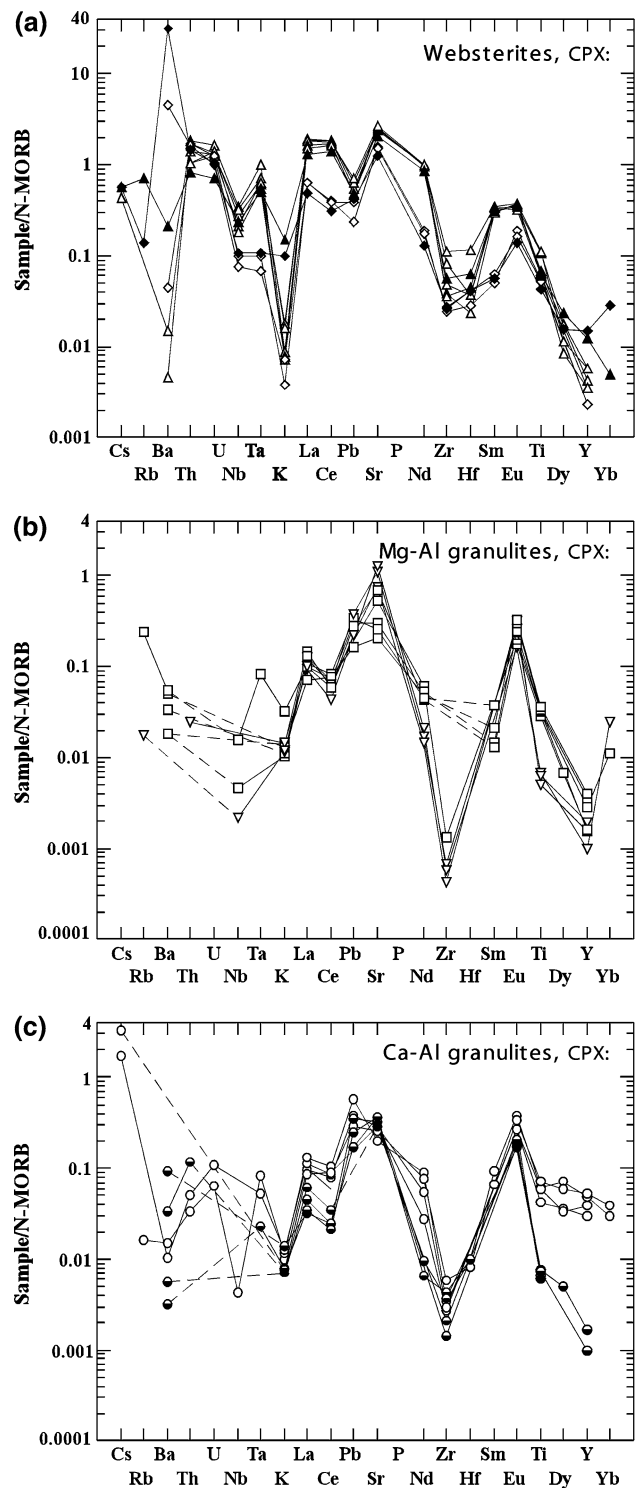 (a)
40
Websterites, CPX:
10
1
0.1
0.01
0.001
Sample/N-MORB
Cs Ba U Ta La Pb P Zr Sm Ti Y
Rb Th Nb K Ce Sr Nd Hf Eu Dy Yb
(b)
4
Mg-Al granulites, CPX:
1
0.1
0.01
0.001
0.0001
Sample/N-MORB
Cs Ba U Ta La Pb P Zr Sm Ti Y
Rb Th Nb K Ce Sr Nd Hf Eu Dy Yb
(c)
4
Ca-Al granulites, CPX:
1
0.1
0.01
0.001
0.0001
Sample/N-MORB
Cs Ba U Ta La Pb P Zr Sm Ti Y
Rb Th Nb K Ce Sr Nd Hf Eu Dy Yb